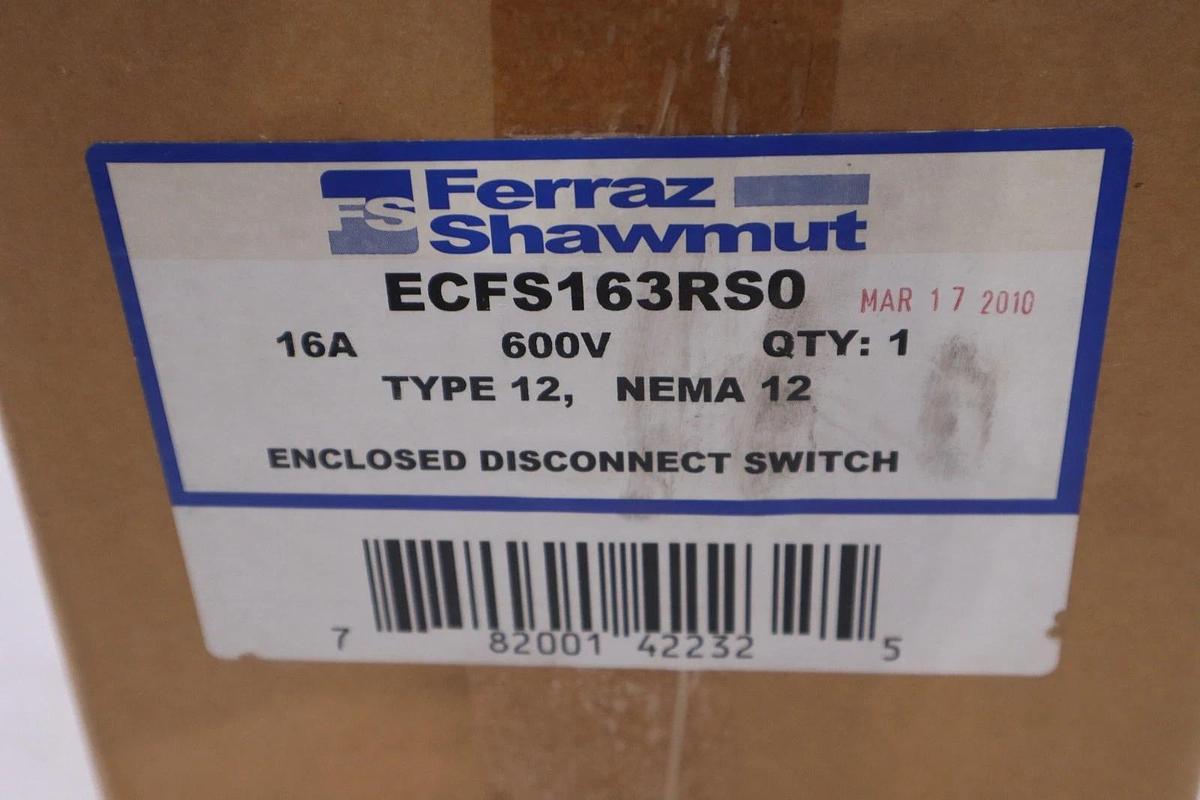 FS Ferraz
Shawmut
ECFS163RS0
MAR 17 2010
16A 600V QTY: 1
TYPE 12, NEMA 12
ENCLOSED DISCONNECT SWITCH
7 82001 42232 5